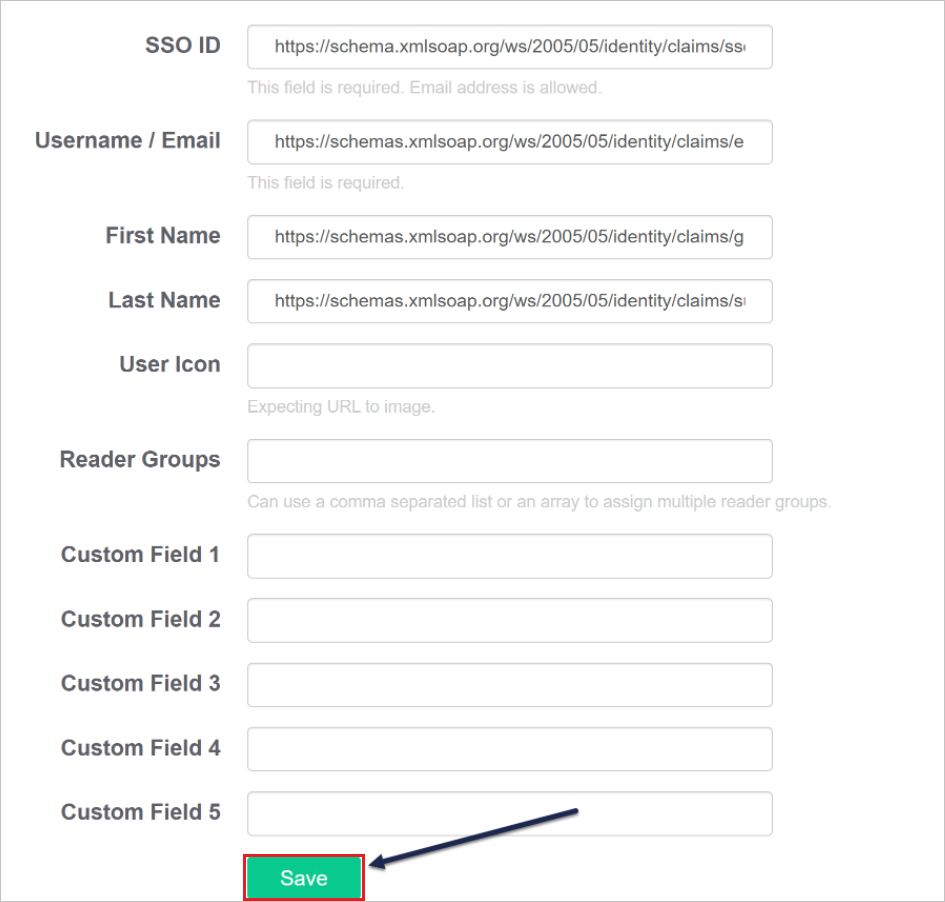 SSO ID
https://schema.xmlsoap.org/ws/2005/05/identity/claims/ss
This field is required. Email address is allowed.
Username / Email
https://schemas.xmlsoap.org/ws/2005/05/identity/claims/e
This field is required.
First Name
https://schemas.xmlsoap.org/ws/2005/05/identity/claims/g
Last Name
https://schemas.xmlsoap.org/ws/2005/05/identity/claims/s
User Icon
Expecting URL to image.
Reader Groups
Can use a comma separated list or an array to assign multiple reader groups.
Custom Field 1
Custom Field 2
Custom Field 3
Custom Field 4
Custom Field 5
Save